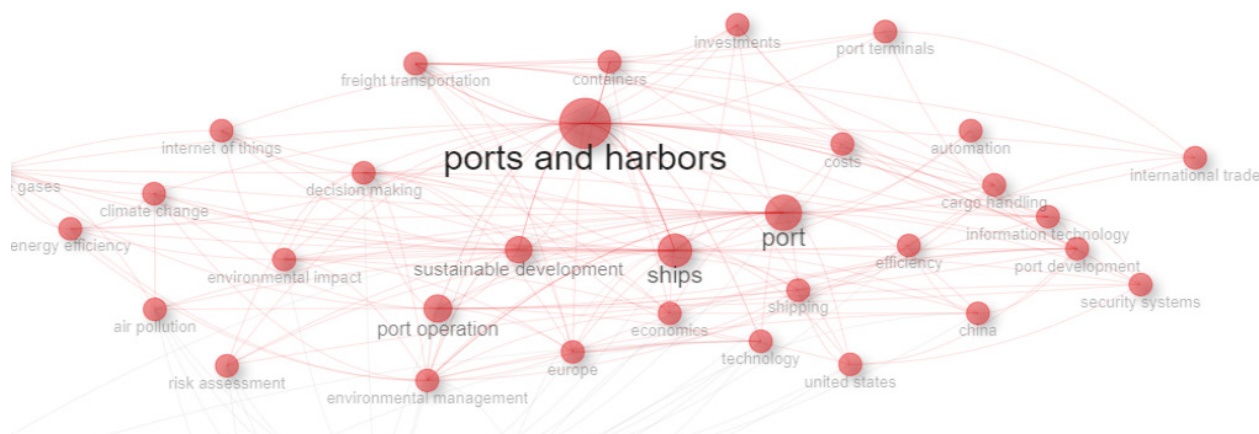 investments
port terminals
freight transportation
containers
ports and harbors
internet of things
costs
automation
international trade
gases
climate change
decision making
cargo handling
energy efficiency
environmental impact
sustainable development
ships
port
information technology
efficiency
port development
security systems
air pollution
port operation
economics
shipping
china
risk assessment
environmental management
europe
technology
united states